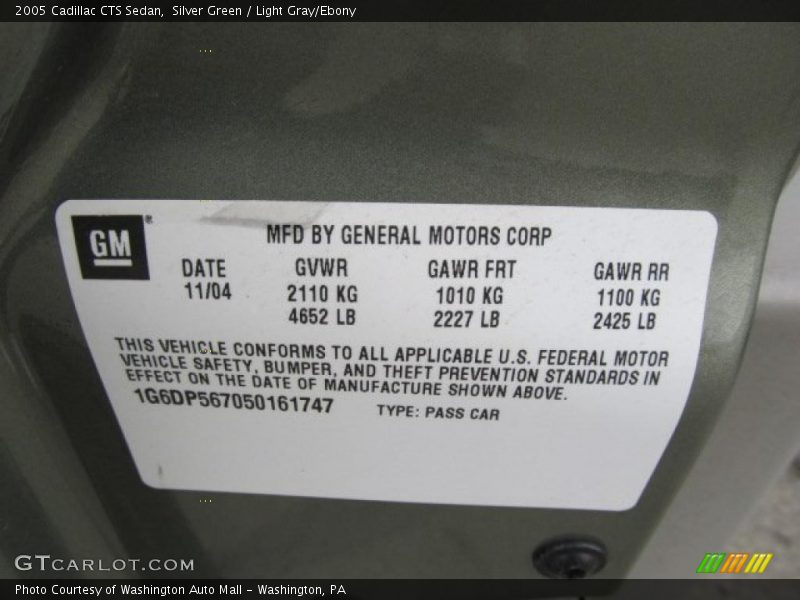 2005 Cadillac CTS Sedan,  Silver Green / Light Gray/Ebony
GM ®
MFD BY GENERAL MOTORS CORP
DATE GVWR GAWR FRT GAWR RR
11/04 2110 KG 1010 KG 1100 KG
4652 LB 2227 LB 2425 LB
THIS VEHICLE CONFORMS TO ALL APPLICABLE U.S. FEDERAL MOTOR
VEHICLE SAFETY, BUMPER, AND THEFT PREVENTION STANDARDS IN
EFFECT ON THE DATE OF MANUFACTURE SHOWN ABOVE.
1G6DP567050161747 TYPE: PASS CAR
GTCARLOT.COM
Photo Courtesy of Washington Auto Mall - Washington, PA